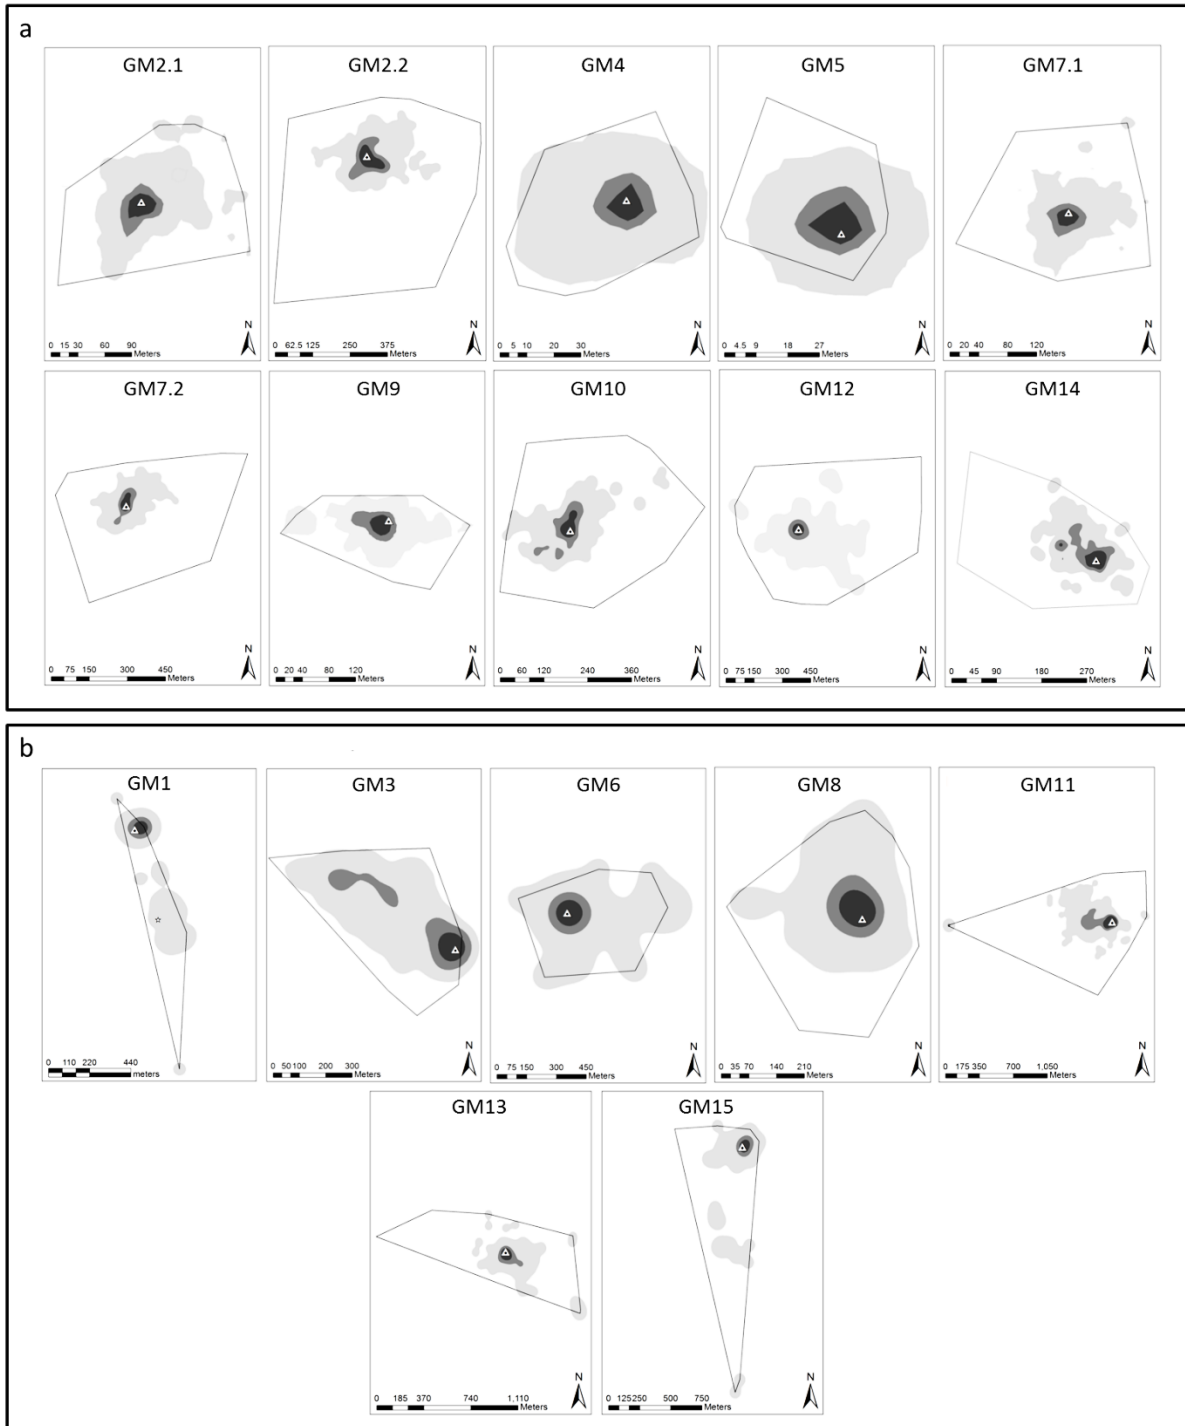 a
GM2.1
GM2.2
GM4
GM5
GM7.1
N
N
N
N
N
0 15 30 60 90 Meters
0 62.5 125 250 375 Meters
0 5 10 20 30 Meters
0 4.5 9 18 27 Meters
0 20 40 80 120 Meters
GM7.2
GM9
GM10
GM12
GM14
N
N
N
N
N
0 75 150 300 450 Meters
0 20 40 80 120 Meters
0 60 120 240 360 Meters
0 75 150 300 450 Meters
0 45 90 180 270 Meters
b
GM1
GM3
GM6
GM8
GM11
N
N
N
N
0 110 220 440 meters
0 50 100 200 300 Meters
0 75 150 300 450 Meters
0 35 70 140 210 Meters
0 175 350 700 1,050 Meters
GM13
GM15
N
N
0 185 370 740 1,110 Meters
0 125 250 500 750 Meters